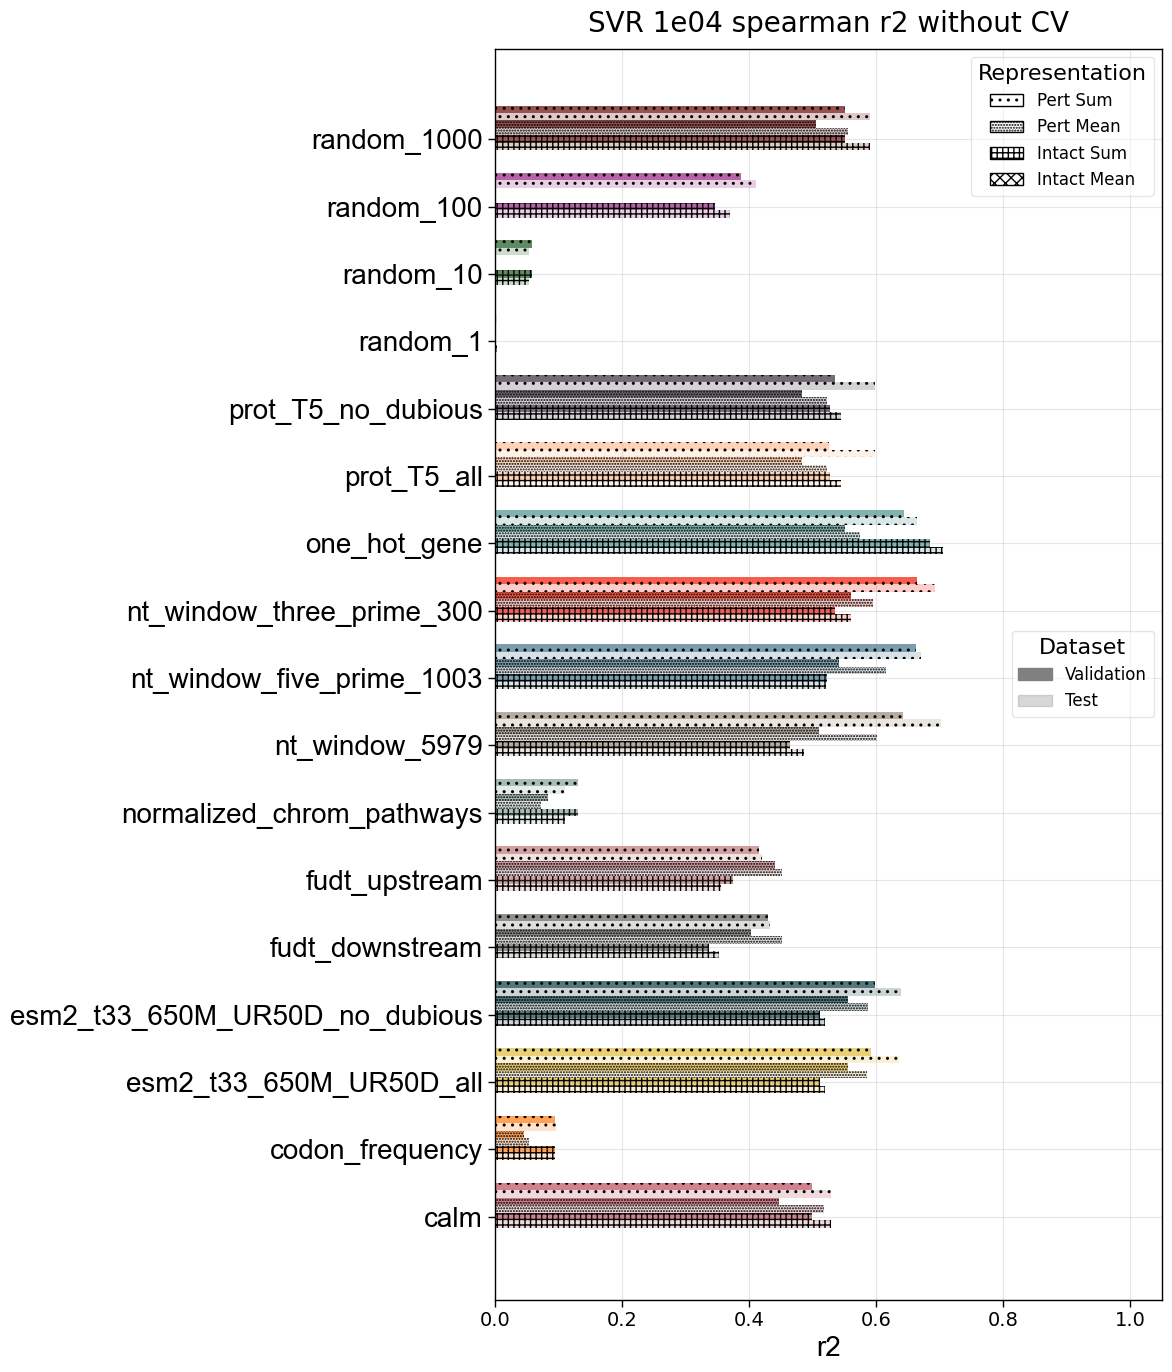 SVR 1e04 spearman r2 without CV
Representation
Pert Sum
Pert Mean
Intact Sum
Intact Mean
random_1000
random_100
random_10
random_1
prot_T5_no_dubious
prot_T5_all
one_hot_gene
nt_window_three_prime_300
nt_window_five_prime_1003
Dataset
Validation
Test
nt_window_5979
normalized_chrom_pathways
fudt_upstream
fudt_downstream
esm2_t33_650M_UR50D_no_dubious
esm2_t33_650M_UR50D_all
codon_frequency
calm
0.0 0.2 0.4 0.6 0.8 1.0
r2